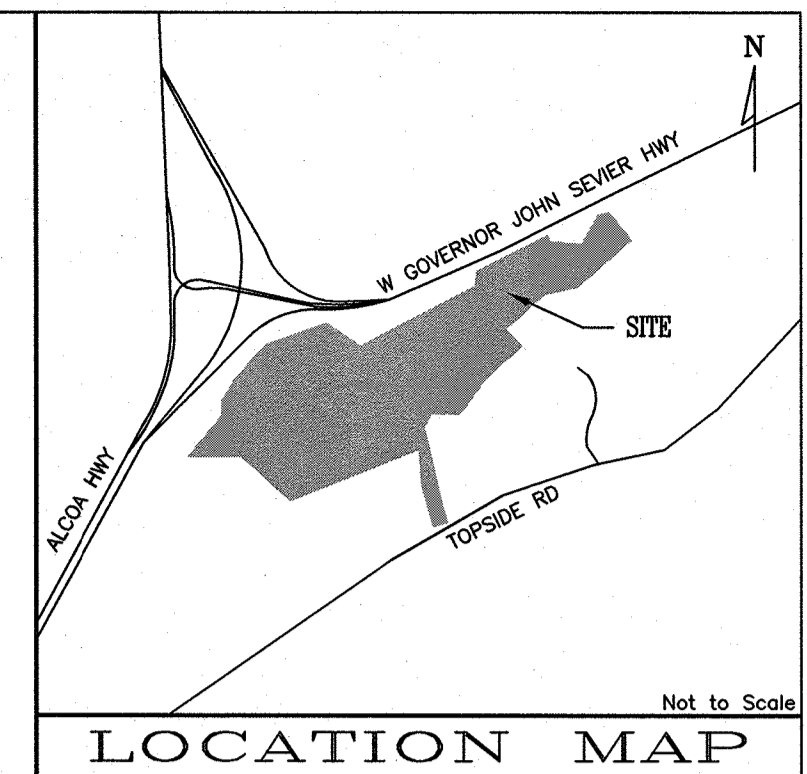 N
W GOVERNOR JOHN SEVIER HWY
SITE
ALCOA HWY
TOPSIDE RD
Not to Scale
LOCATION MAP